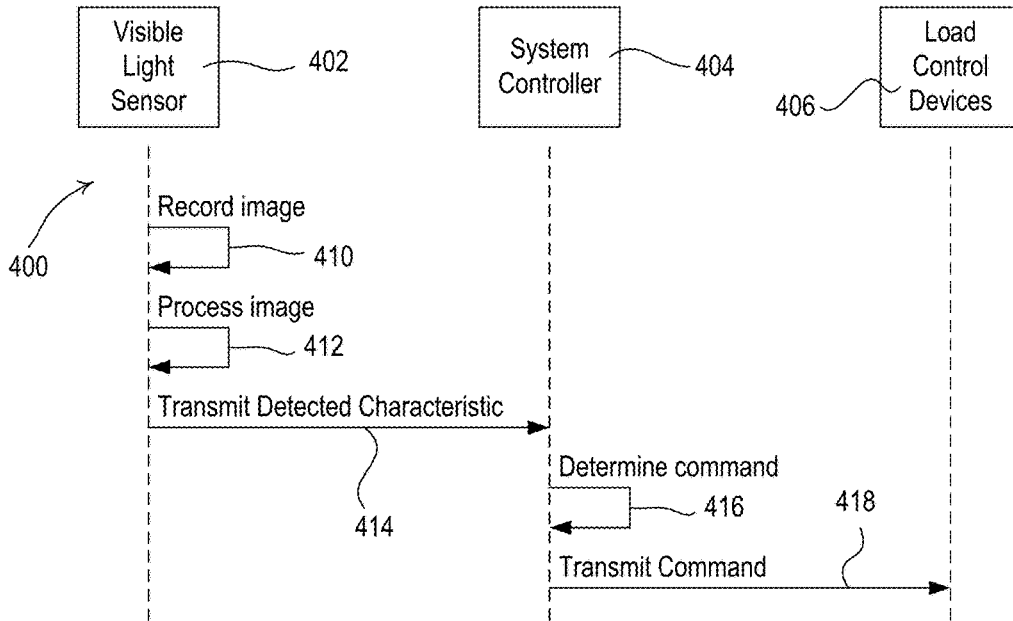 Visible
Light
Sensor
402
System
Controller
404
Load
Control
Devices
406
400
Record image
410
Process image
412
Transmit Detected Characteristic
414
Determine command
416
418
Transmit Command